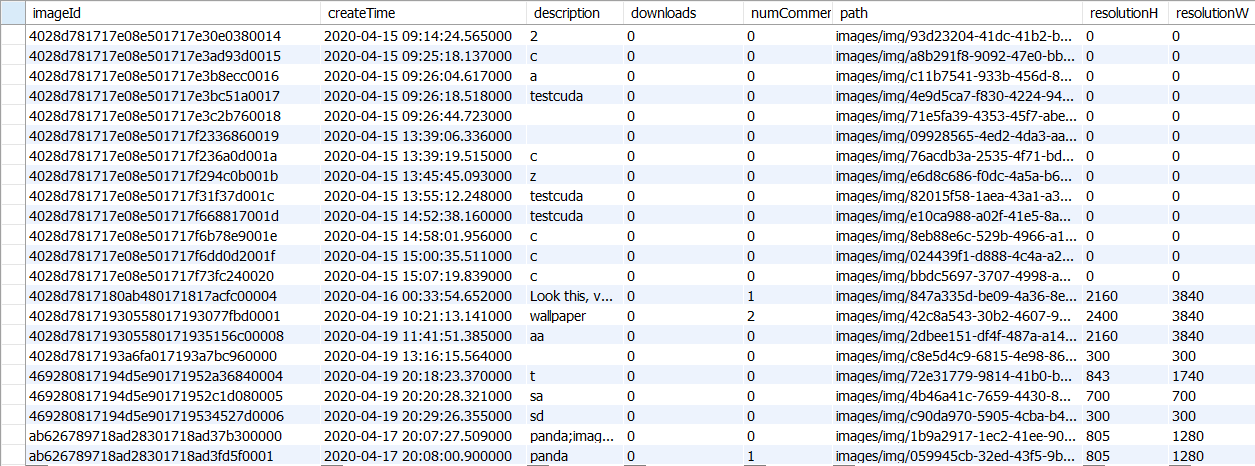 imageId createTime description downloads numCommer path resolutionH resolutionW
4028d781717e08e501717e30e0380014 2020-04-15 09:14:24.565000 2 0 0 images/img/93d23204-41dc-41b2-b... 0 0
4028d781717e08e501717e3ad93d0015 2020-04-15 09:25:18.137000 c 0 0 images/img/a8b291f8-9092-47e0-bb... 0 0
4028d781717e08e501717e3b8ecc0016 2020-04-15 09:26:04.617000 a 0 0 images/img/c11b7541-933b-456d-8... 0 0
4028d781717e08e501717e3bc51a0017 2020-04-15 09:26:18.518000 testcuda 0 0 images/img/4e9d5ca7-f830-4224-94... 0 0
4028d781717e08e501717e3c2b760018 2020-04-15 09:26:44.723000 0 0 images/img/71e5fa39-4353-45f7-abe... 0 0
4028d781717e08e501717f2336860019 2020-04-15 13:39:06.336000 0 0 images/img/09928565-4ed2-4da3-aa... 0 0
4028d781717e08e501717f236a0d001a 2020-04-15 13:39:19.515000 c 0 0 images/img/76acdb3a-2535-4f71-bd... 0 0
4028d781717e08e501717f294c0b001b 2020-04-15 13:45:45.093000 z 0 0 images/img/e6d8c686-f0dc-4a5a-b6... 0 0
4028d781717e08e501717f31f37d001c 2020-04-15 13:55:12.248000 testcuda 0 0 images/img/82015f58-1aea-43a1-a3... 0 0
4028d781717e08e501717f668817001d 2020-04-15 14:52:38.160000 testcuda 0 0 images/img/e10ca988-a02f-41e5-8a... 0 0
4028d781717e08e501717f6b78e9001e 2020-04-15 14:58:01.956000 c 0 0 images/img/8eb88e6c-529b-4966-a1... 0 0
4028d781717e08e501717f6dd0d2001f 2020-04-15 15:00:35.511000 c 0 0 images/img/024439f1-d888-4c4a-a2... 0 0
4028d781717e08e501717f73fc240020 2020-04-15 15:07:19.839000 c 0 0 images/img/bbdc5697-3707-4998-a... 0 0
4028d7817180ab480171817acfc00004 2020-04-16 00:33:54.652000 Look this, v... 0 1 images/img/847a335d-be09-4a36-8e... 2160 3840
4028d78171930558017193077fbd0001 2020-04-19 10:21:13.141000 wallpaper 0 2 images/img/42c8a543-30b2-4607-9... 2400 3840
4028d781719305580171935156c00008 2020-04-19 11:41:51.385000 aa 0 0 images/img/2dbee151-df4f-487a-a14... 2160 3840
4028d7817193a6fa017193a7bc960000 2020-04-19 13:16:15.564000 0 0 images/img/c8e5d4c9-6815-4e98-86... 300 300
469280817194d5e90171952a36840004 2020-04-19 20:18:23.370000 t 0 0 images/img/72e31779-9814-41b0-b... 843 1740
469280817194d5e90171952c1d080005 2020-04-19 20:20:28.321000 sa 0 0 images/img/4b46a41c-7659-4430-8... 700 700
469280817194d5e901719534527d0006 2020-04-19 20:29:26.355000 sd 0 0 images/img/c90da970-5905-4cba-b4... 300 300
ab626789718ad28301718ad37b300000 2020-04-17 20:07:27.509000 panda;imag... 0 0 images/img/1b9a2917-1ec2-41ee-90... 805 1280
ab626789718ad28301718ad3fd5f0001 2020-04-17 20:08:00.900000 panda 0 1 images/img/059945cb-32ed-43f5-9b... 805 1280